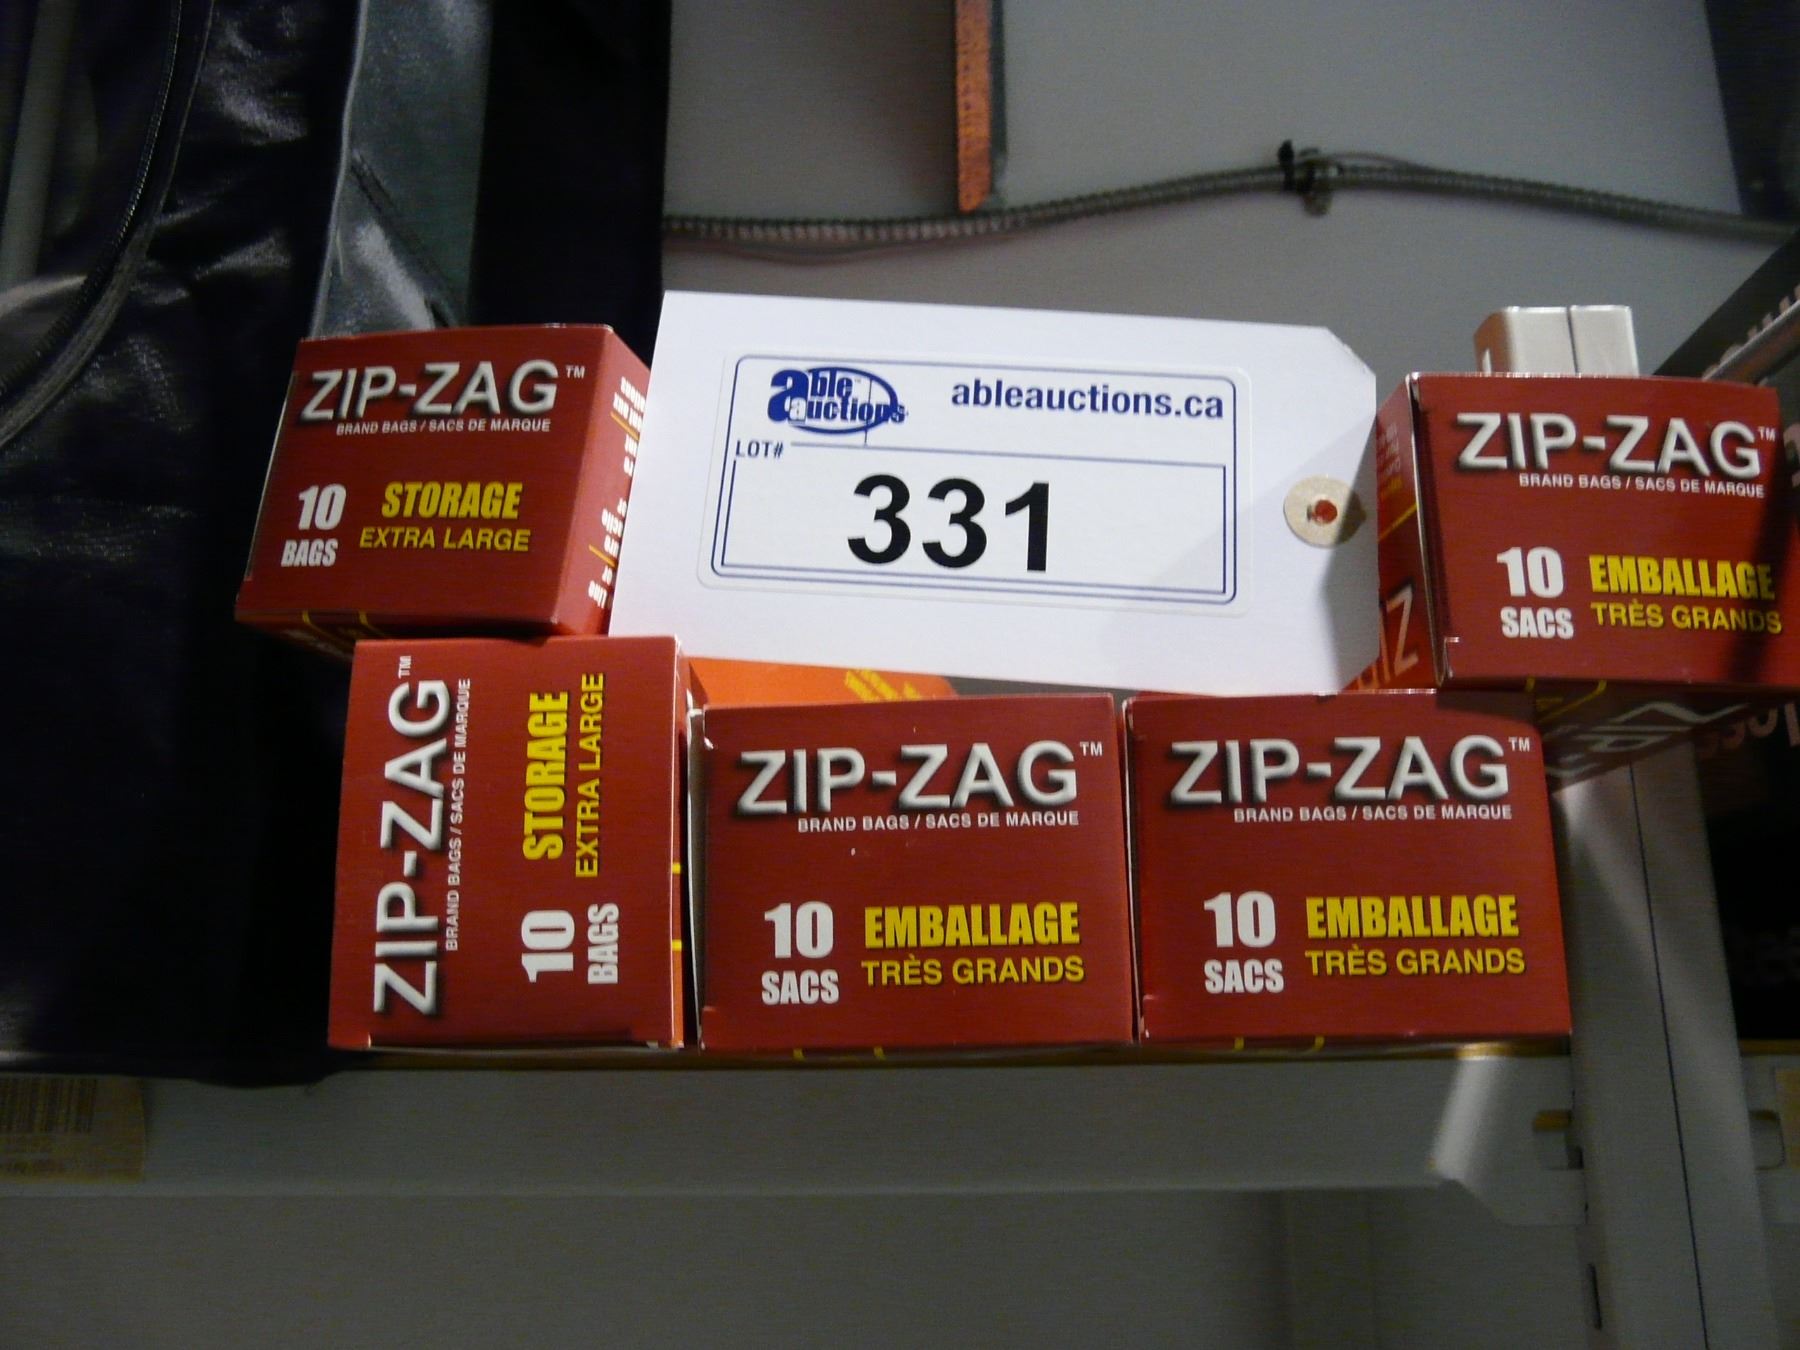 ZIP-ZAG™
BRAND BAGS / SACS DE MARQUE
10 BAGS
STORAGE
EXTRA LARGE
able auctions
ableauctions.ca
LOT#
331
ZIP-ZAG™
BRAND BAGS / SACS DE MARQUE
10 SACS
EMBALLAGE
TRÈS GRANDS
ZIP-ZAG™
BRAND BAGS / SACS DE MARQUE
STORAGE
EXTRA LARGE
10 BAGS
ZIP-ZAG™
BRAND BAGS / SACS DE MARQUE
10 SACS
EMBALLAGE
TRÈS GRANDS
ZIP-ZAG™
BRAND BAGS / SACS DE MARQUE
10 SACS
EMBALLAGE
TRÈS GRANDS